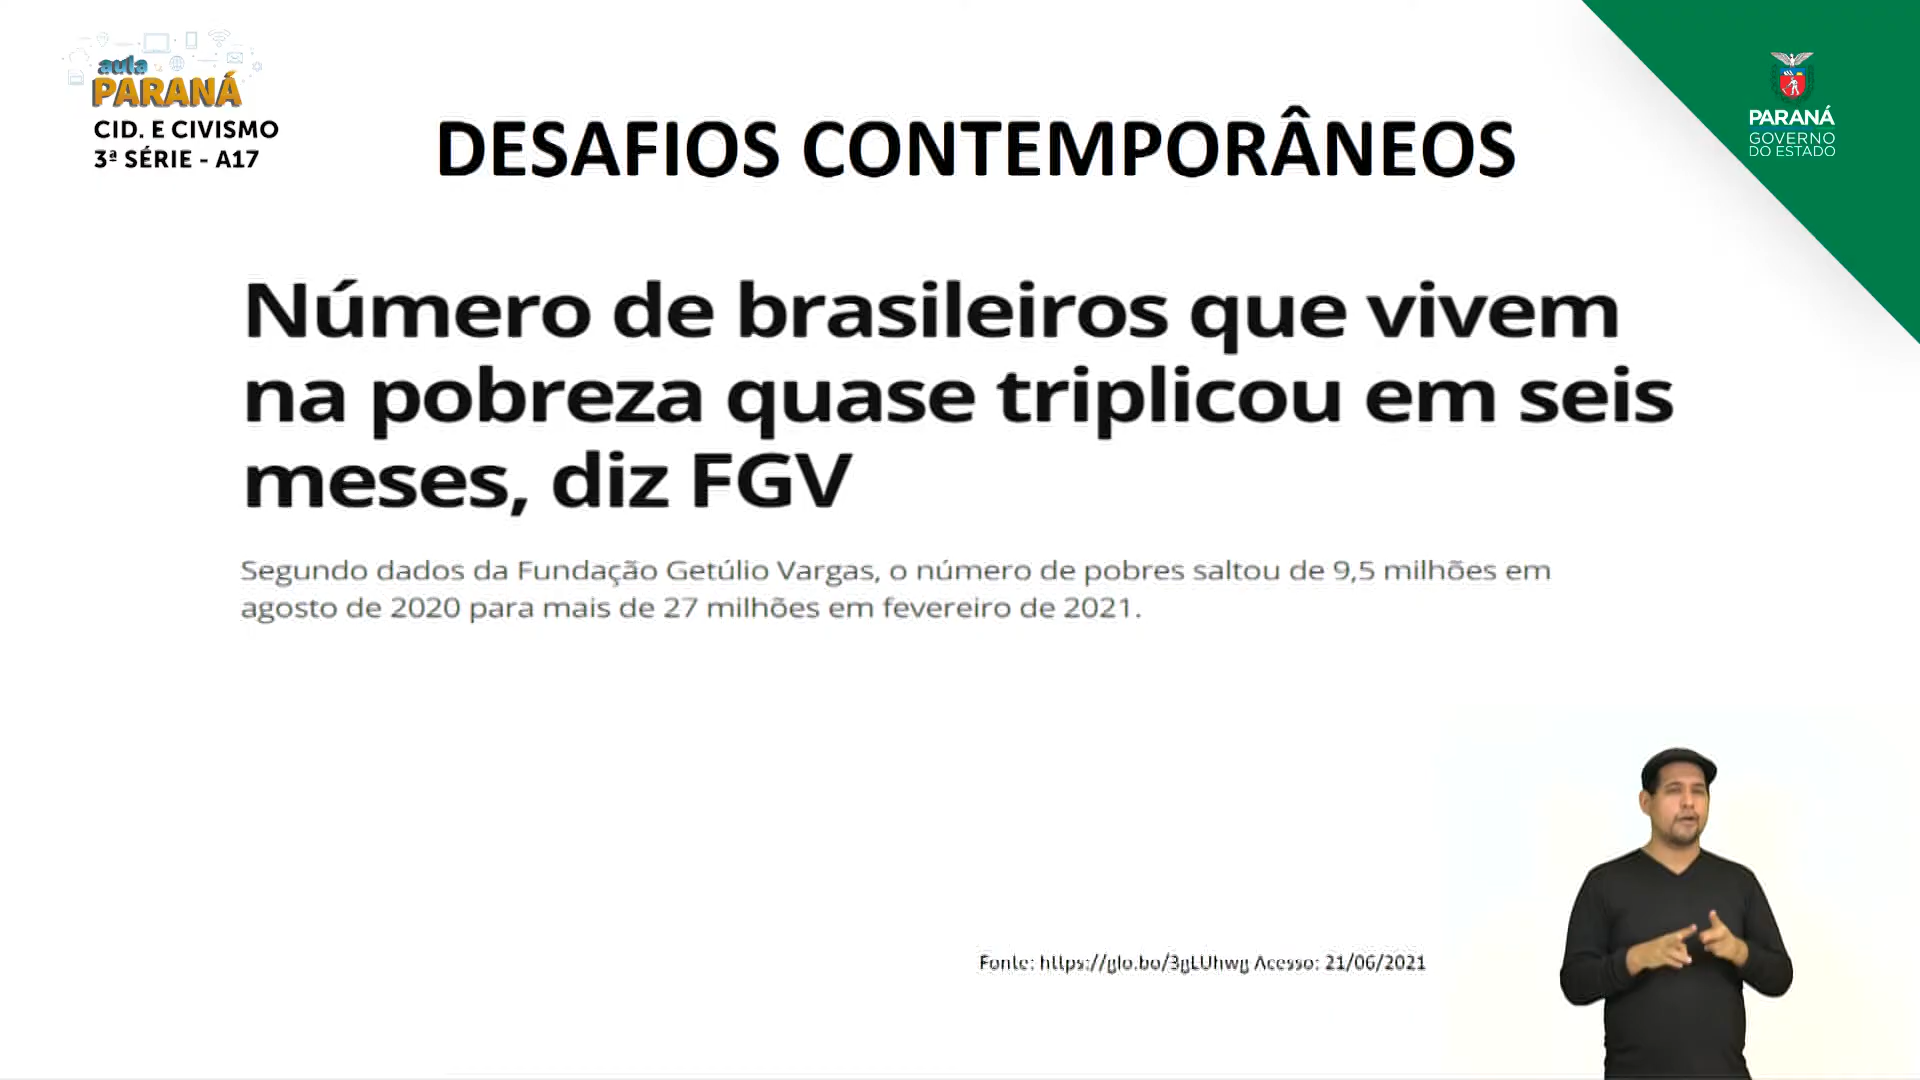 aula
PARANÁ
CID. E CIVISMO
3ª SÉRIE - A17
PARANÁ
GOVERNO
DO ESTADO
DESAFIOS CONTEMPORÂNEOS
Número de brasileiros que vivem
na pobreza quase triplicou em seis
meses, diz FGV
Segundo dados da Fundação Getúlio Vargas, o número de pobres saltou de 9,5 milhões em
agosto de 2020 para mais de 27 milhões em fevereiro de 2021.
Fonte: https://glo.bo/3gLUhwg Acesso: 21/06/2021